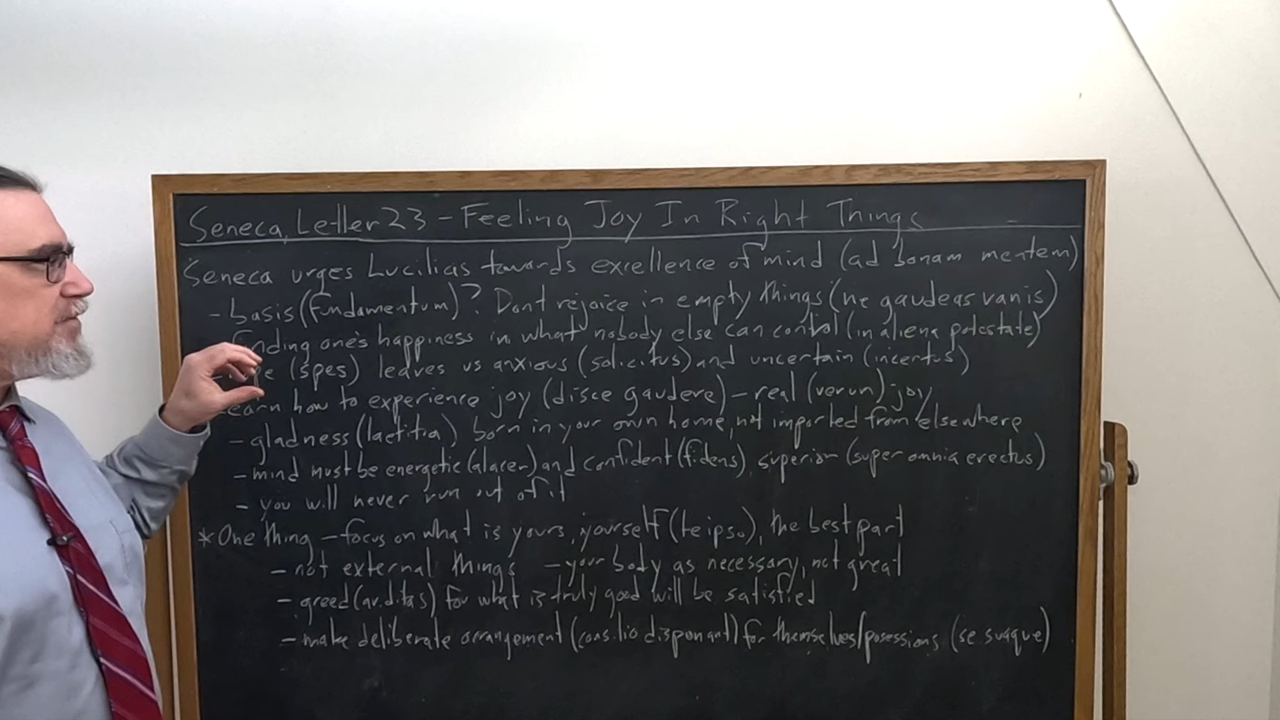 Seneca, Letter 23 - Feeling Joy In Right Things
Seneca urges Lucilius towards excellence of mind (ad bonam mentem)
- basis (fundamentum)? Dont rejoice in empty things (ne gaudeas vanis)
finding one's happiness in what nobody else can control (in aliena potestate)
(spes) leaves us anxious (solicitus) and uncertain (incertus)
how to experience joy (disce gaudere) - real (verum) joy
- gladness (laetitia) born in your own home, not imported from elsewhere
- mind must be energetic (alacer) and confident (fidens), superior (super omnia erectus)
- you will never run out of it
* One thing - focus on what is yours, yourself (te ipso), the best part
- not external things - your body as necessary, not great
- greed (aviditas) for what is truly good will be satisfied
- make deliberate arrangement (consilio disponant) for themselves/posessions (se suaque)